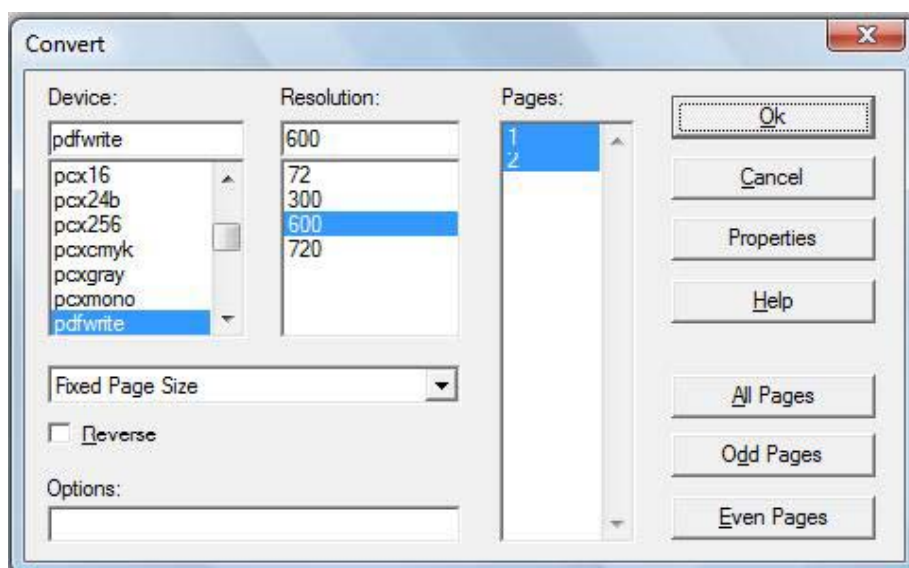 Convert
Device:
pdfwrite
pcx16
pcx24b
pcx256
pcxcmyk
pcxgray
pcxmono
pdfwrite
Resolution:
600
72
300
600
720
Pages:
1
2
Ok
Cancel
Properties
Help
Fixed Page Size
Reverse
Options:
All Pages
Odd Pages
Even Pages